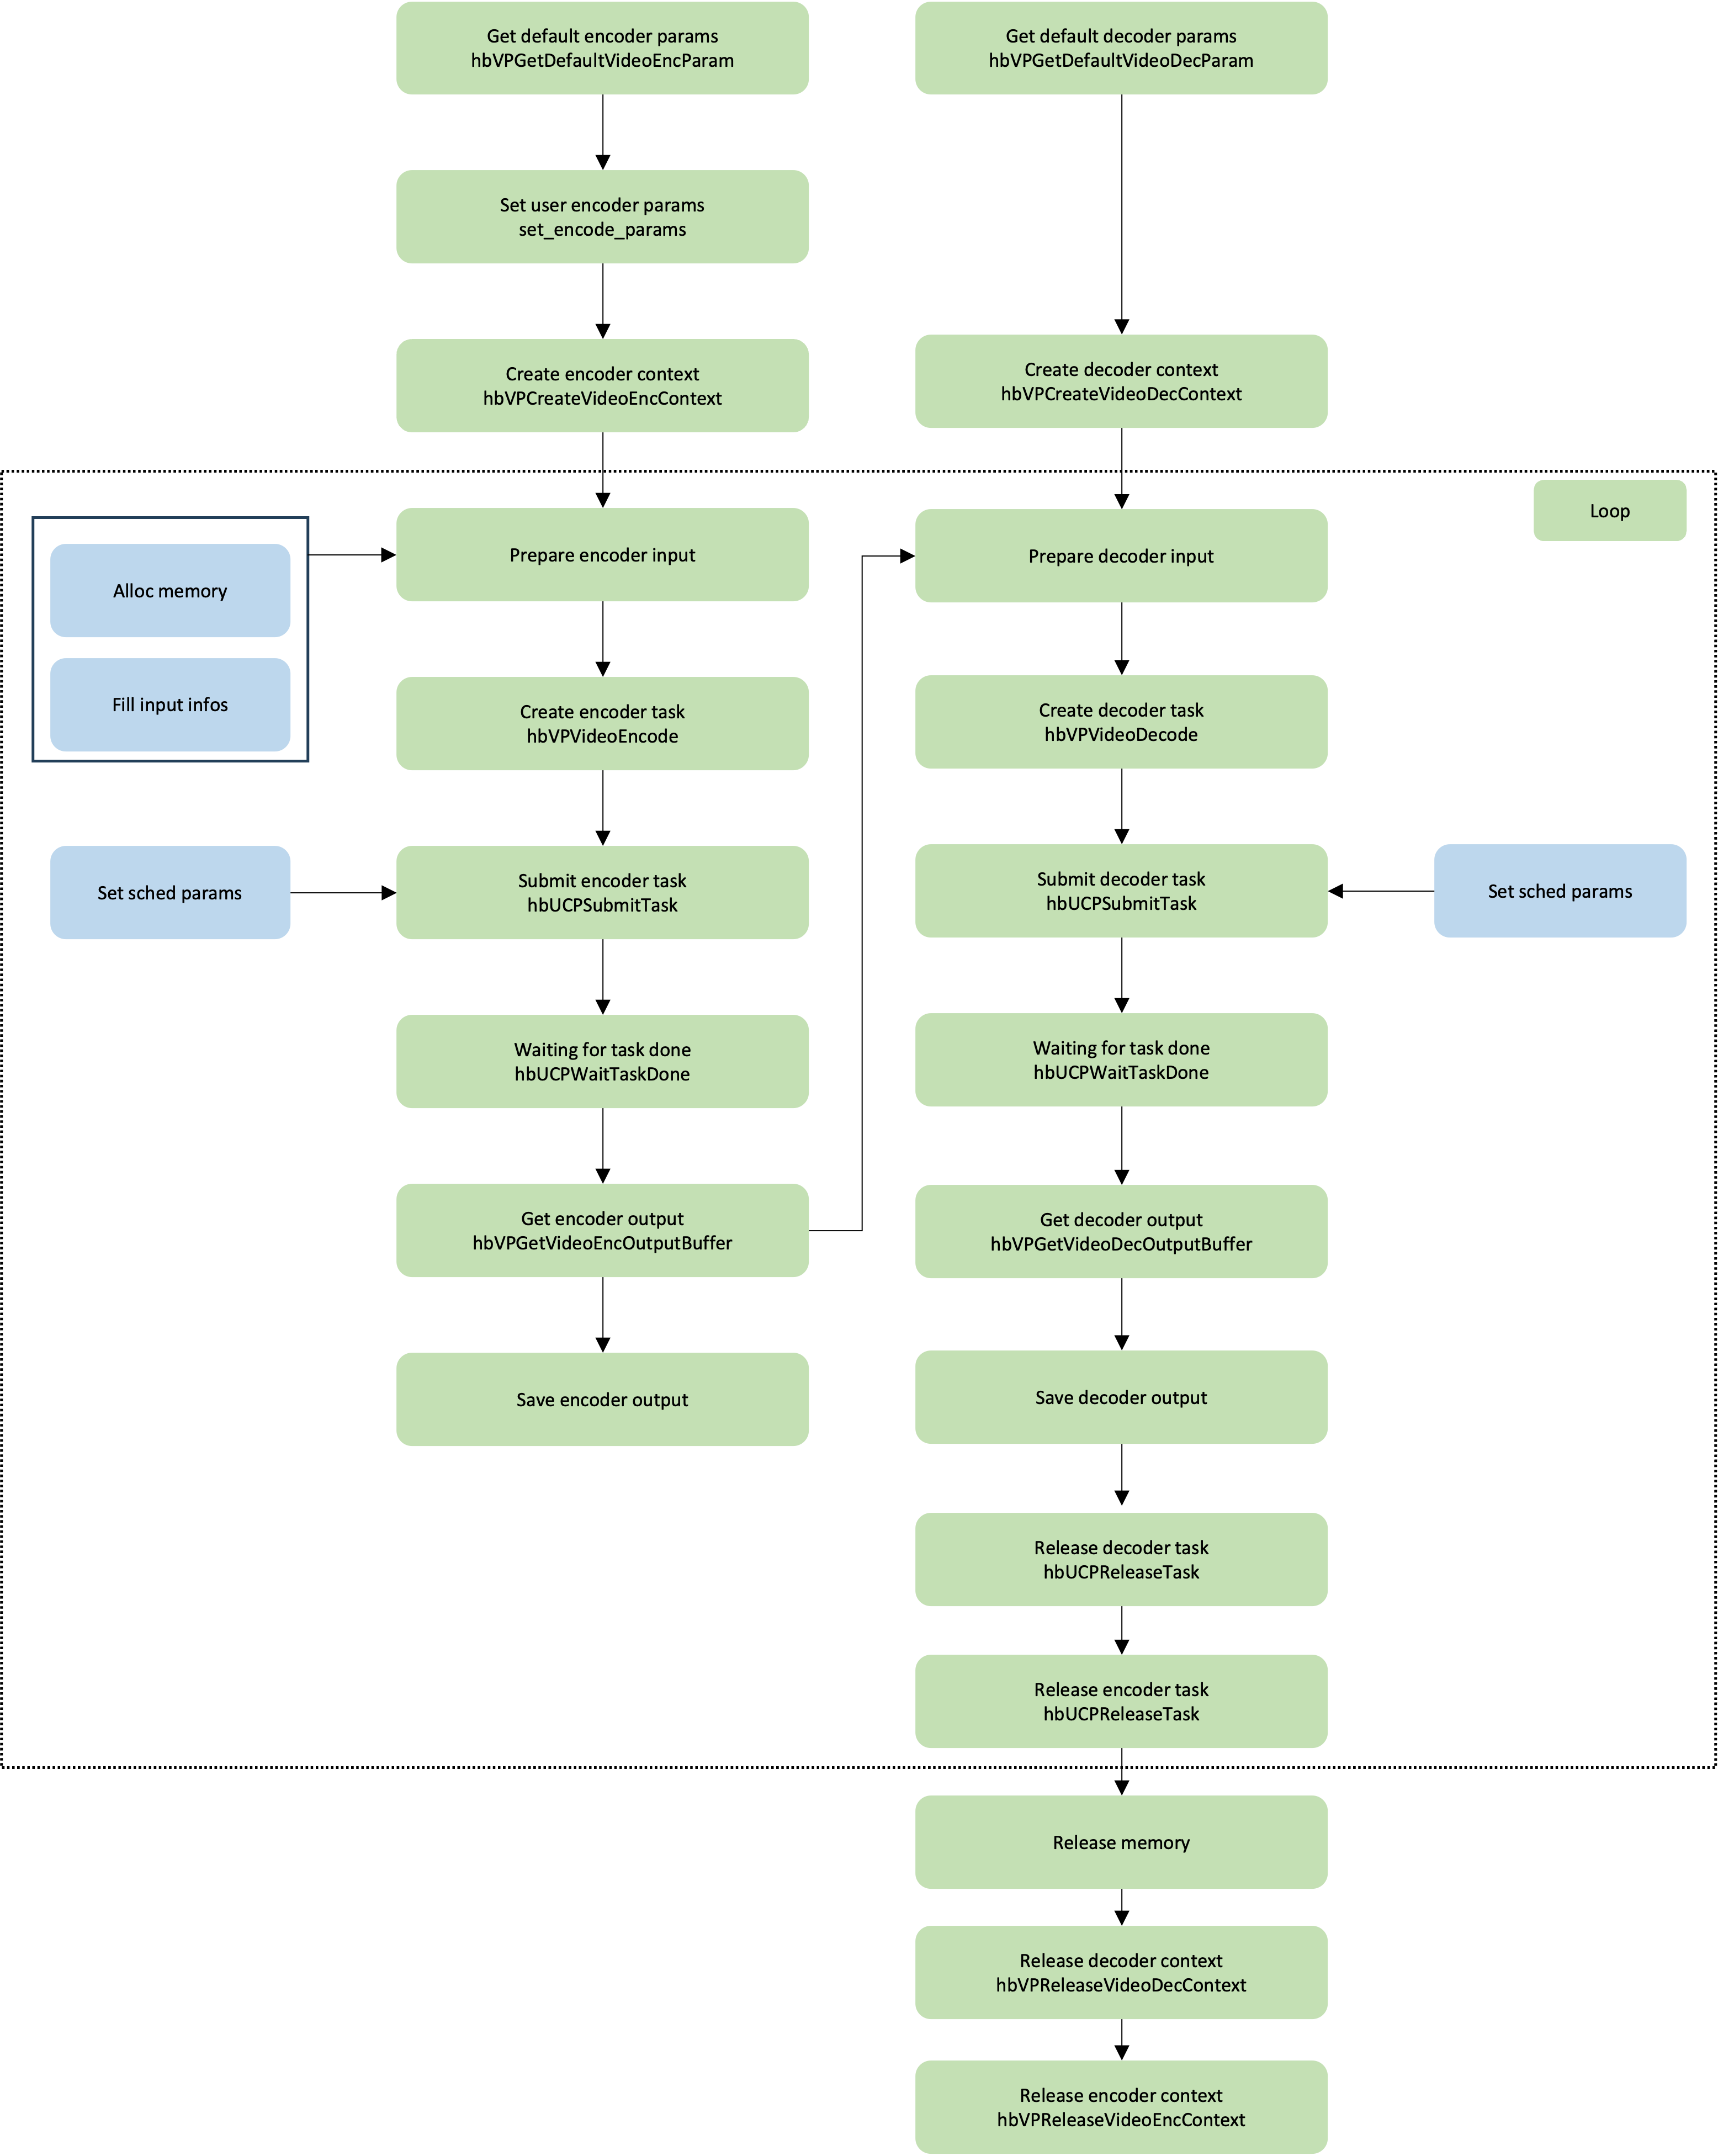 Get default encoder params
hbVPGetDefaultVideoEncParam
Get default decoder params
hbVPGetDefaultVideoDecParam
Set user encoder params
set_encode_params
Create encoder context
hbVPCreateVideoEncContext
Create decoder context
hbVPCreateVideoDecContext
Loop
Alloc memory
Fill input infos
Prepare encoder input
Prepare decoder input
Create encoder task
hbVPVideoEncode
Create decoder task
hbVPVideoDecode
Set sched params
Submit encoder task
hbUCPSubmitTask
Submit decoder task
hbUCPSubmitTask
Set sched params
Waiting for task done
hbUCPWaitTaskDone
Waiting for task done
hbUCPWaitTaskDone
Get encoder output
hbVPGetVideoEncOutputBuffer
Get decoder output
hbVPGetVideoDecOutputBuffer
Save encoder output
Save decoder output
Release decoder task
hbUCPReleaseTask
Release encoder task
hbUCPReleaseTask
Release memory
Release decoder context
hbVPReleaseVideoDecContext
Release encoder context
hbVPReleaseVideoEncContext